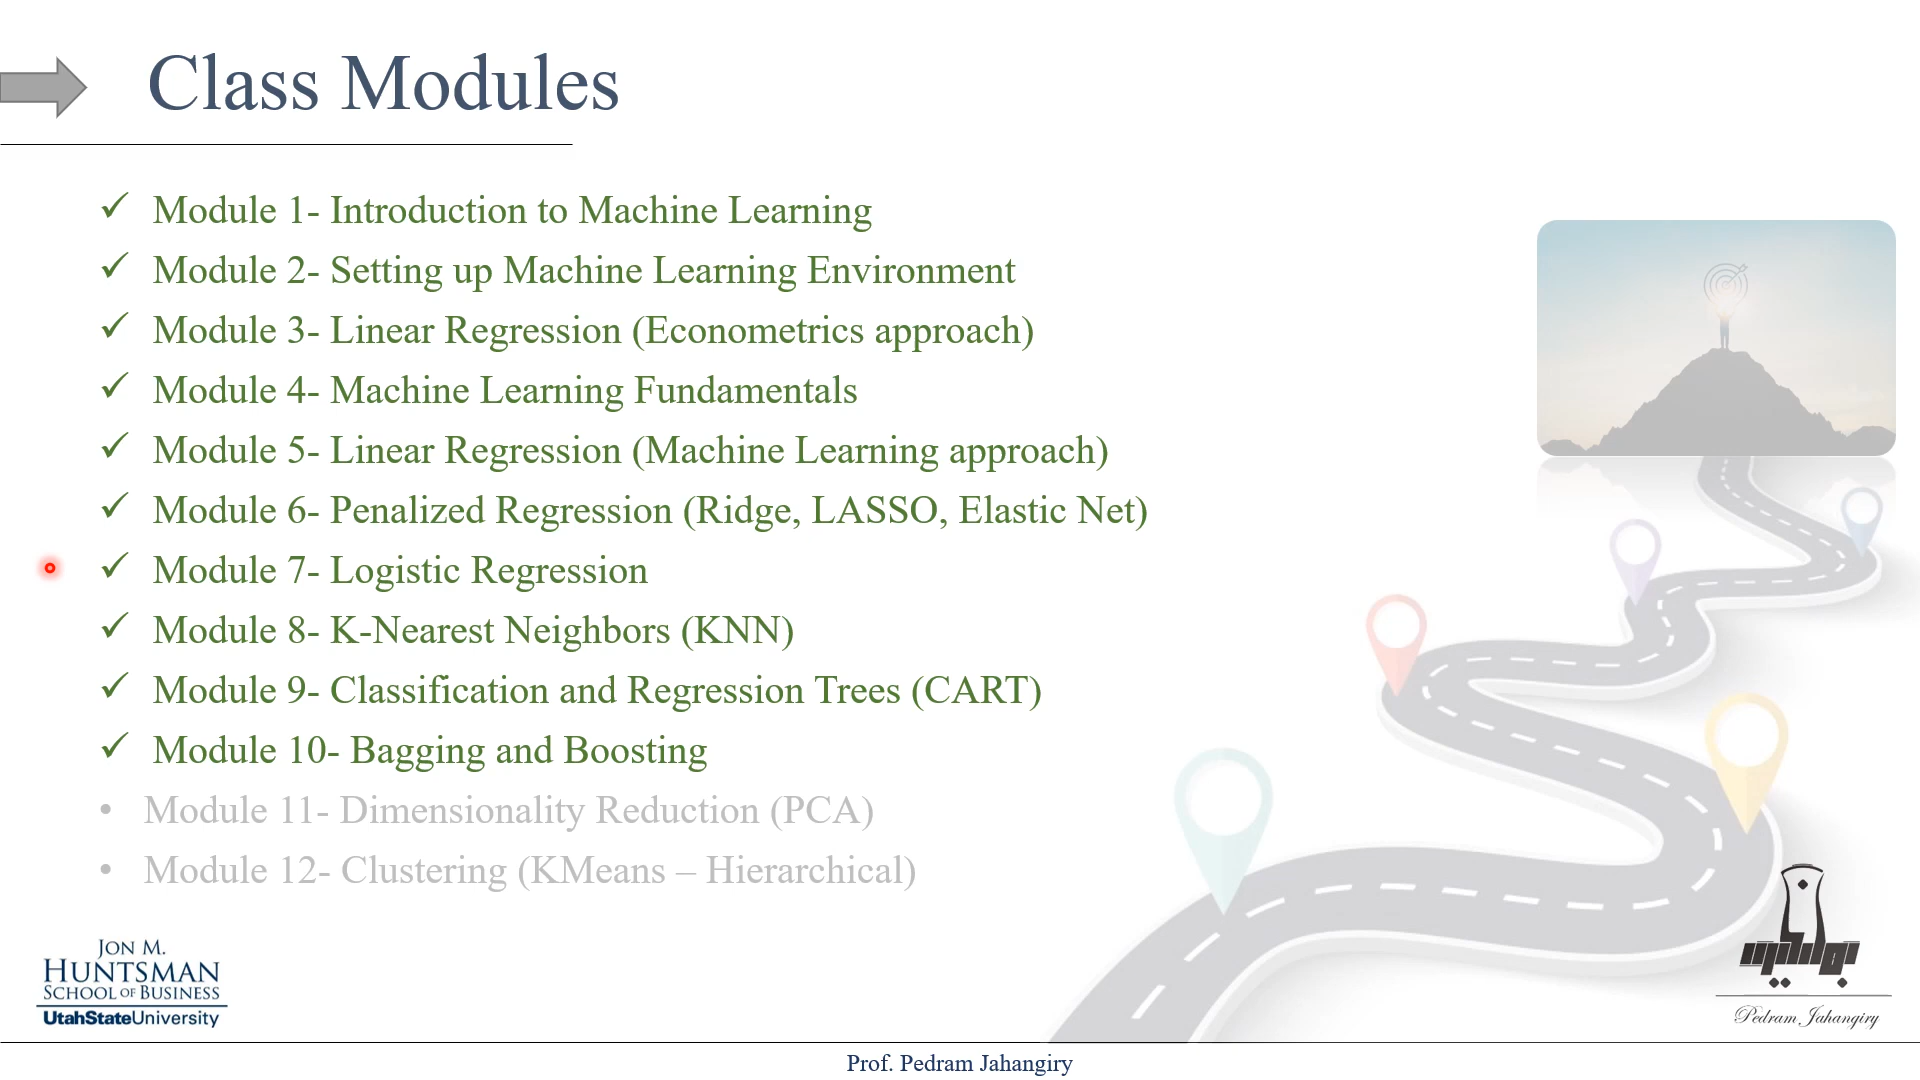 Class Modules
✓ Module 1- Introduction to Machine Learning
✓ Module 2- Setting up Machine Learning Environment
✓ Module 3- Linear Regression (Econometrics approach)
✓ Module 4- Machine Learning Fundamentals
✓ Module 5- Linear Regression (Machine Learning approach)
✓ Module 6- Penalized Regression (Ridge, LASSO, Elastic Net)
✓ Module 7- Logistic Regression
✓ Module 8- K-Nearest Neighbors (KNN)
✓ Module 9- Classification and Regression Trees (CART)
✓ Module 10- Bagging and Boosting
• Module 11- Dimensionality Reduction (PCA)
• Module 12- Clustering (KMeans – Hierarchical)
JON M.
HUNTSMAN
SCHOOL OF BUSINESS
UtahStateUniversity
Pedram Jahangiry
Prof. Pedram Jahangiry